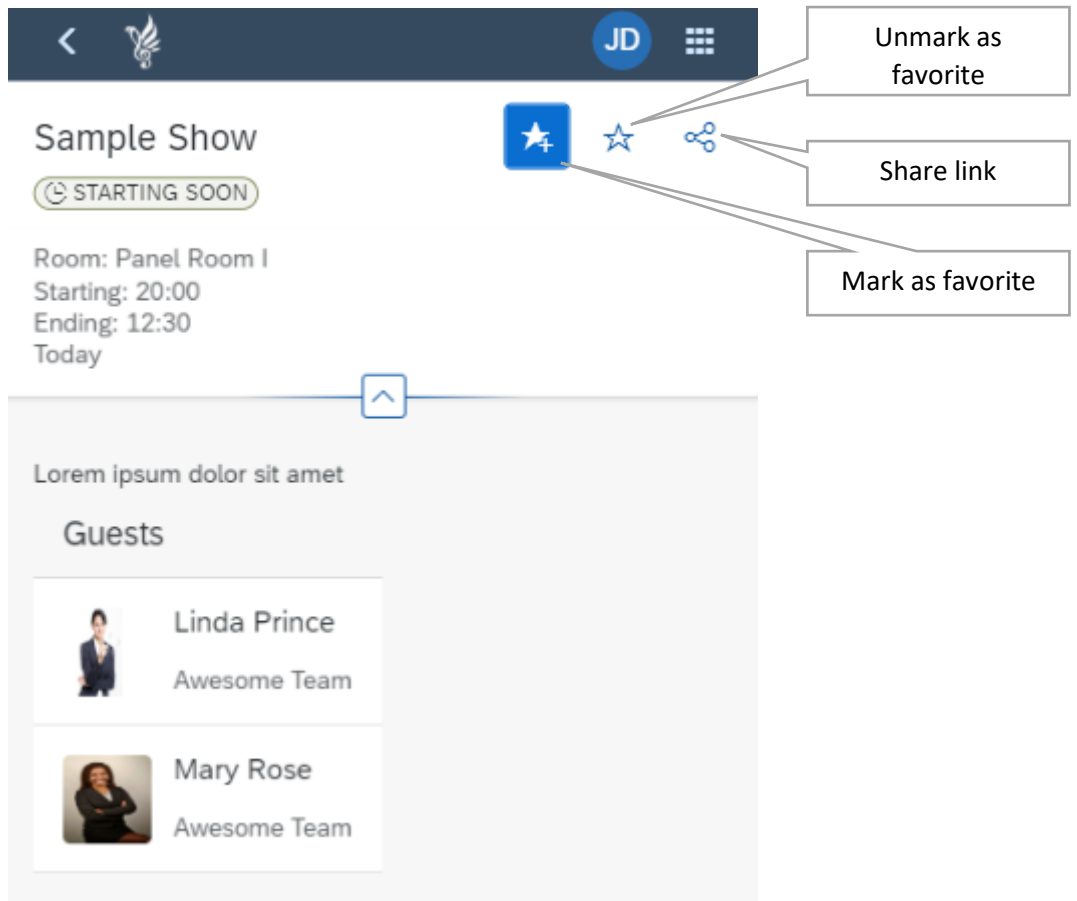 JD
Unmark as
favorite
Sample Show
Share link
STARTING SOON
Mark as favorite
Room: Panel Room I
Starting: 20:00
Ending: 12:30
Today
Lorem ipsum dolor sit amet
Guests
Linda Prince
Awesome Team
Mary Rose
Awesome Team